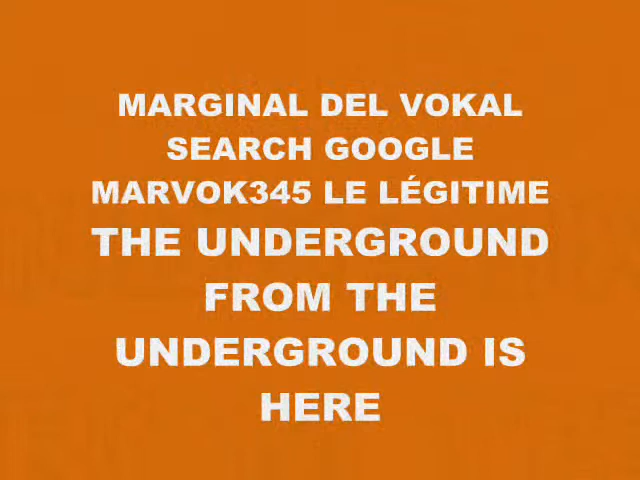 MARGINAL DEL VOKAL
SEARCH GOOGLE
MARVOK345 LE LÉGITIME
THE UNDERGROUND
FROM THE
UNDERGROUND IS
HERE